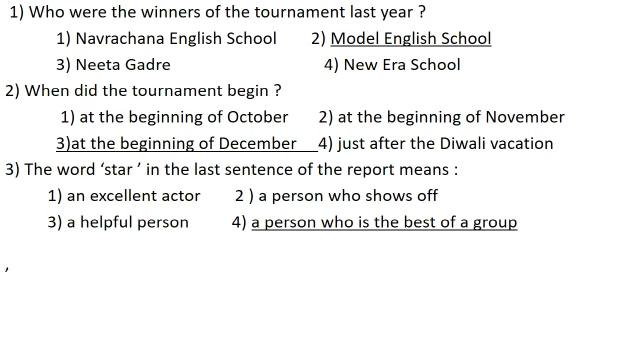 1) Who were the winners of the tournament last year ?
1) Navrachana English School 2) Model English School
3) Neeta Gadre 4) New Era School
2) When did the tournament begin ?
1) at the beginning of October 2) at the beginning of November
3)at the beginning of December 4) just after the Diwali vacation
3) The word ‘star ’ in the last sentence of the report means :
1) an excellent actor 2 ) a person who shows off
3) a helpful person 4) a person who is the best of a group
,